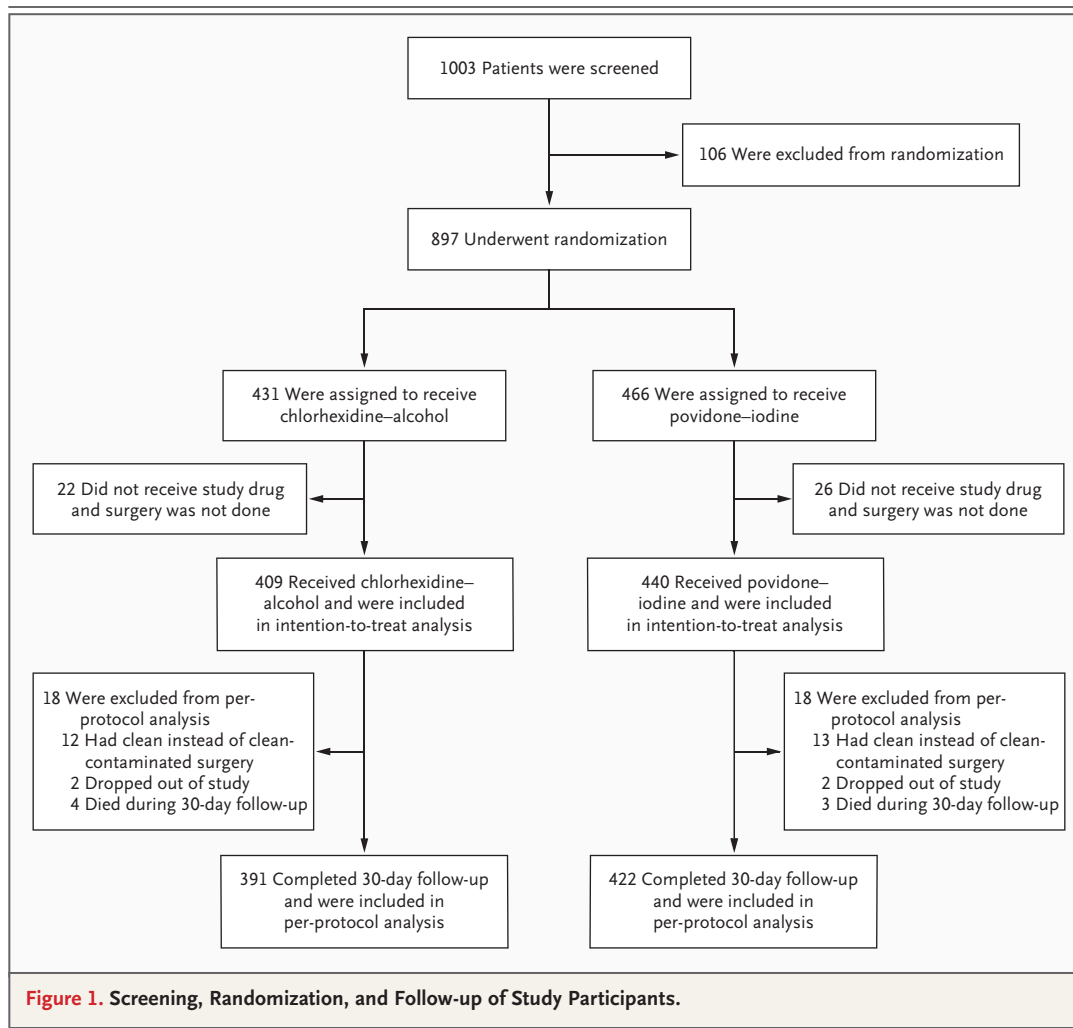 1003 Patients were screened
106 Were excluded from randomization
897 Underwent randomization
431 Were assigned to receive
chlorhexidine–alcohol
466 Were assigned to receive
povidone–iodine
22 Did not receive study drug
and surgery was not done
26 Did not receive study drug
and surgery was not done
409 Received chlorhexidine–
alcohol and were included
in intention-to-treat analysis
440 Received povidone–
iodine and were included
in intention-to-treat analysis
18 Were excluded from per-
protocol analysis
12 Had clean instead of clean-
contaminated surgery
2 Dropped out of study
4 Died during 30-day follow-up
18 Were excluded from per-
protocol analysis
13 Had clean instead of clean-
contaminated surgery
2 Dropped out of study
3 Died during 30-day follow-up
391 Completed 30-day follow-up
and were included in
per-protocol analysis
422 Completed 30-day follow-up
and were included in
per-protocol analysis
Figure 1. Screening, Randomization, and Follow-up of Study Participants.